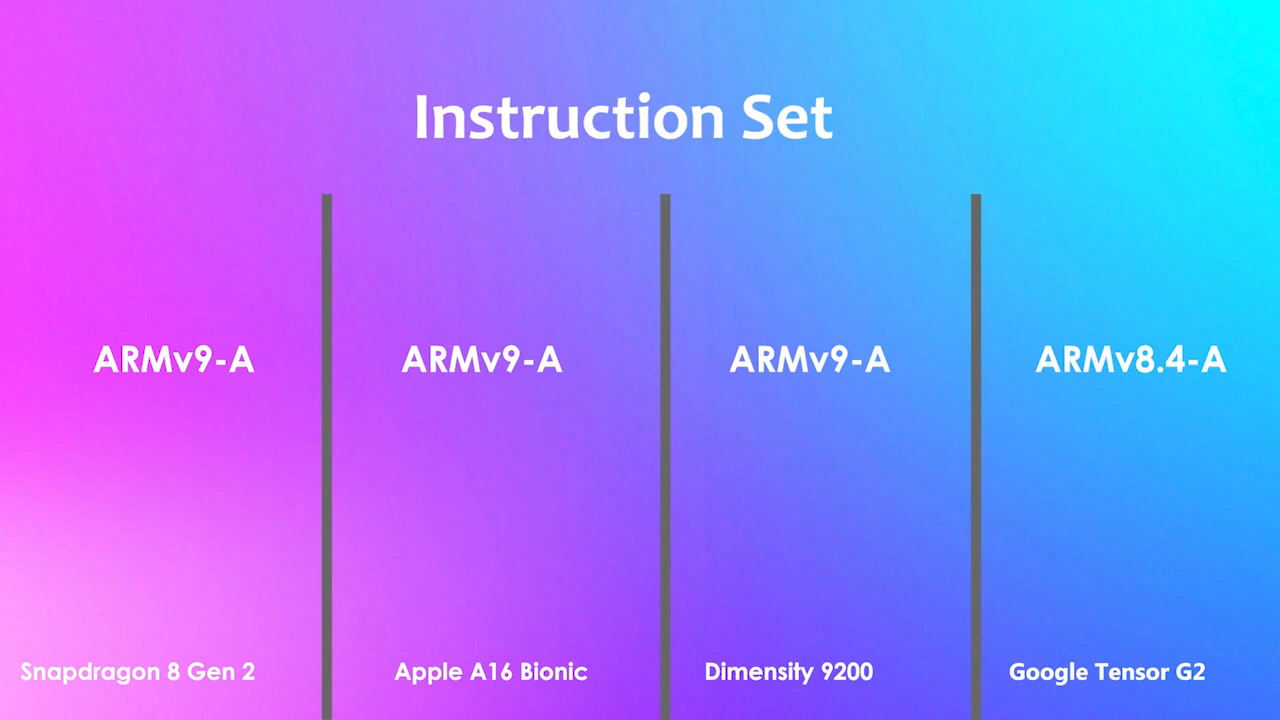 Instruction Set
ARMv9-A
ARMv9-A
ARMv9-A
ARMv8.4-A
Snapdragon 8 Gen 2
Apple A16 Bionic
Dimensity 9200
Google Tensor G2